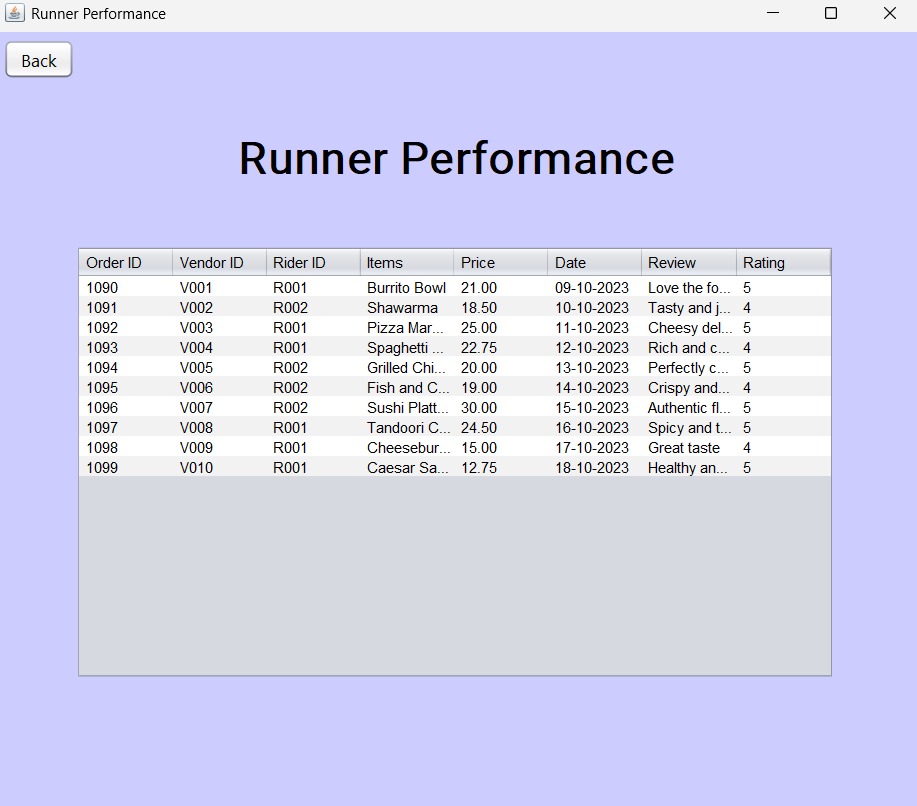 Runner Performance
Back
Runner Performance
Order ID Vendor ID Rider ID Items Price Date Review Rating
1090 V001 R001 Burrito Bowl 21.00 09-10-2023 Love the fo... 5
1091 V002 R002 Shawarma 18.50 10-10-2023 Tasty and j... 4
1092 V003 R001 Pizza Mar... 25.00 11-10-2023 Cheesy del... 5
1093 V004 R001 Spaghetti ... 22.75 12-10-2023 Rich and c... 4
1094 V005 R002 Grilled Chi... 20.00 13-10-2023 Perfectly c... 5
1095 V006 R002 Fish and C... 19.00 14-10-2023 Crispy and... 4
1096 V007 R002 Sushi Platt... 30.00 15-10-2023 Authentic fl... 5
1097 V008 R001 Tandoori C... 24.50 16-10-2023 Spicy and t... 5
1098 V009 R001 Cheesebur... 15.00 17-10-2023 Great taste 4
1099 V010 R001 Caesar Sa... 12.75 18-10-2023 Healthy an... 5